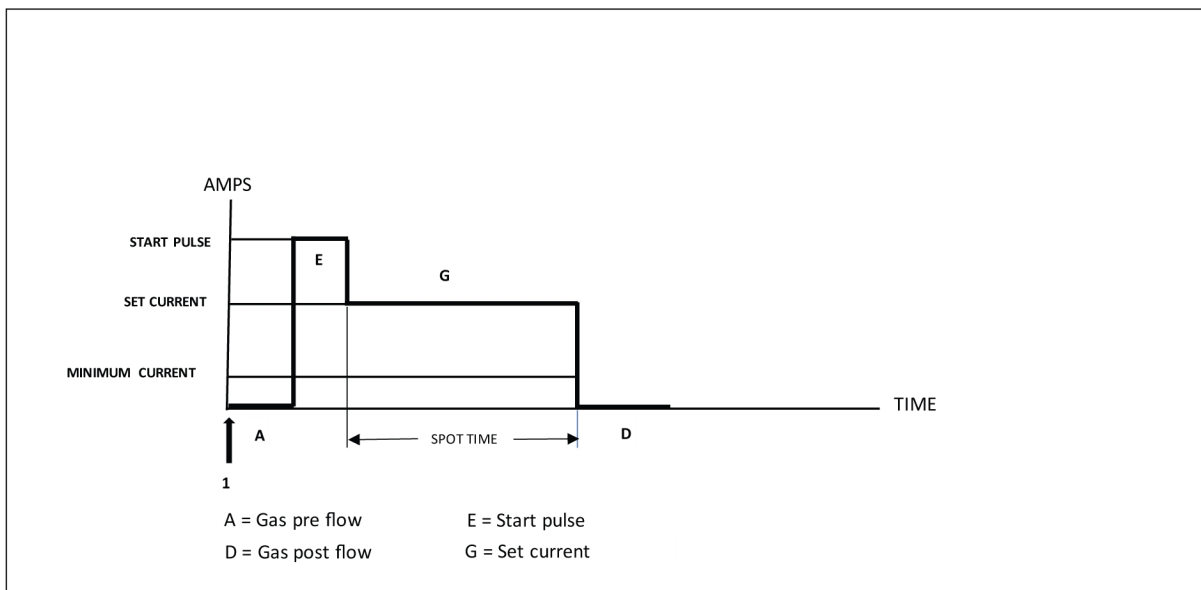 AMPS
START PULSE
E
G
SET CURRENT
MINIMUM CURRENT
TIME
A
SPOT TIME
D
1
A = Gas pre flow
E = Start pulse
D = Gas post flow
G = Set current